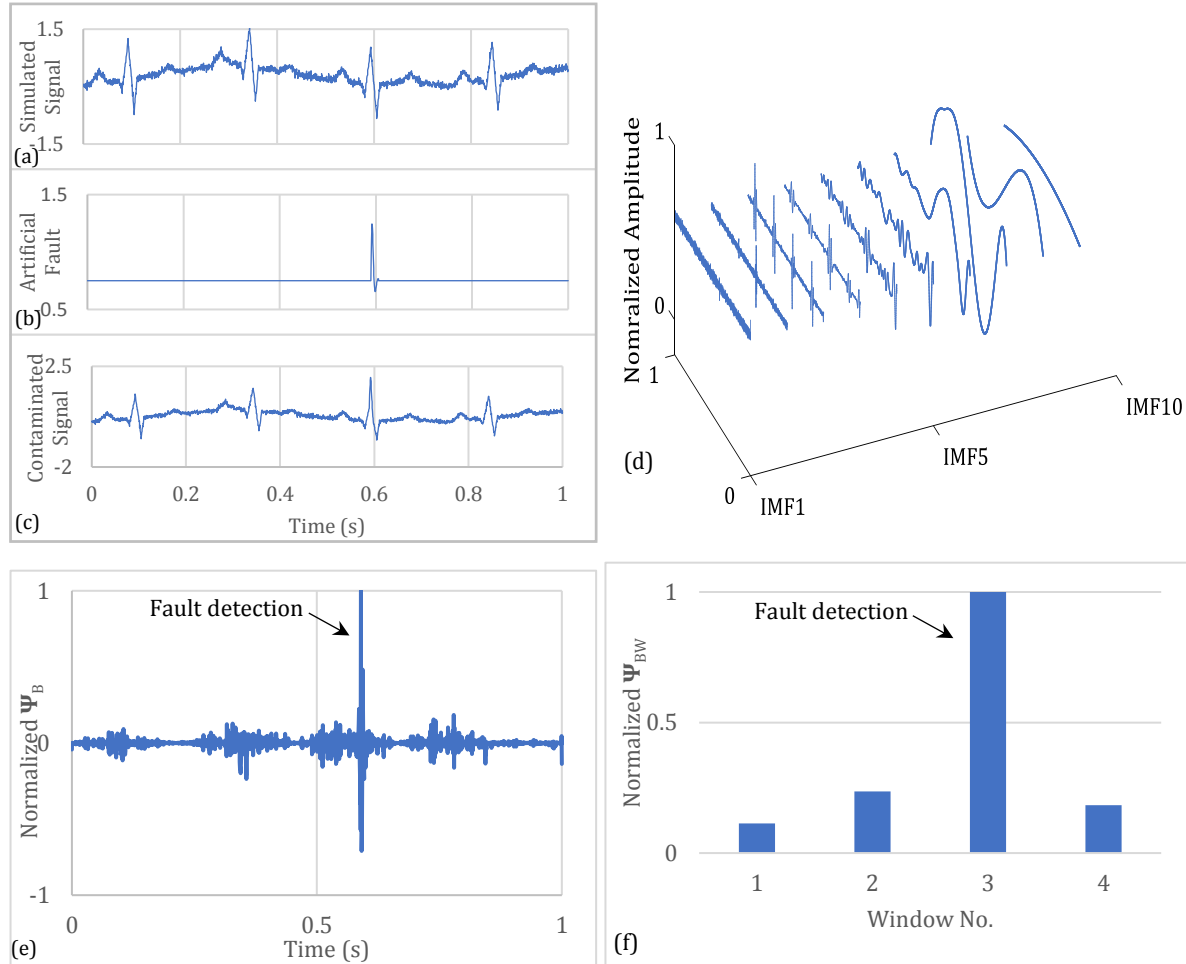 1.5
Simulated
Signal
-1.5
(a)
1.5
Artificial
Fault
0.5
(b)
2.5
Contaminated
Signal
-2
0 0.2 0.4 0.6 0.8 1
(c)
Time (s)
1
Nomralized Amplitude
0
1
0
IMF1
IMF5
IMF10
(d)
1
Fault detection
Normalized Ψ_B
0
-1
0 0.5 1
(e)
Time (s)
1
Fault detection
Normalized Ψ_BW
0.5
0
1 2 3 4
Window No.
(f)